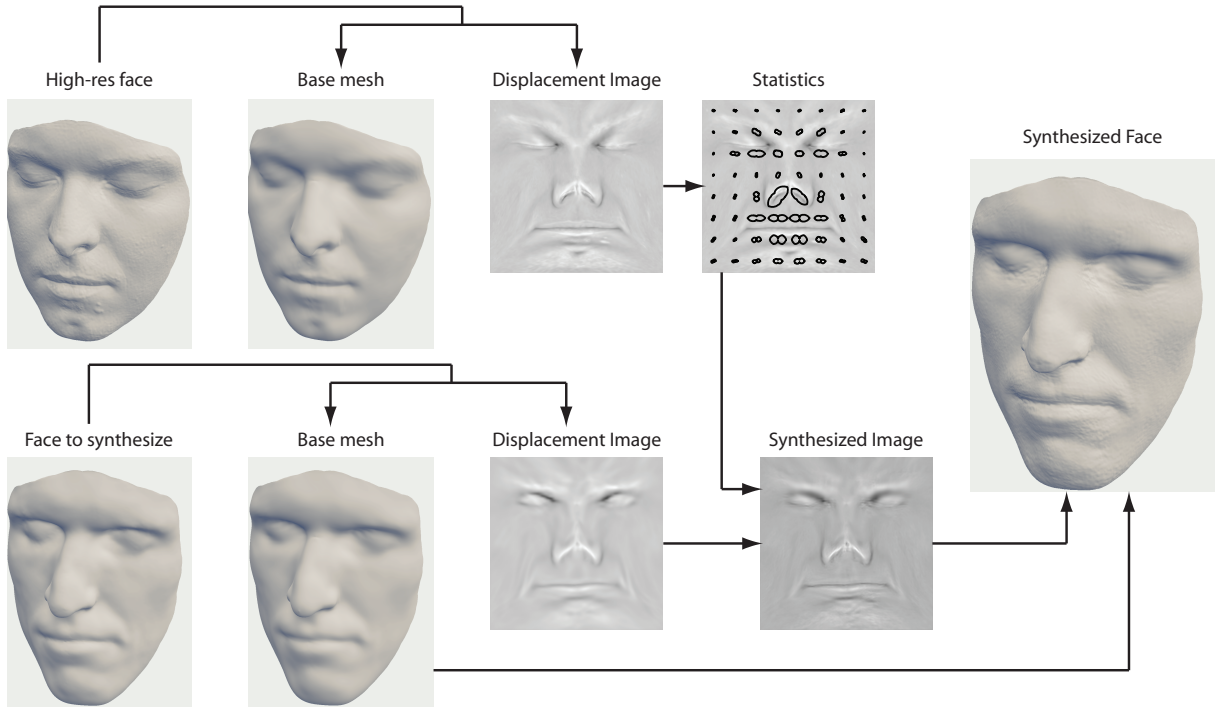 High-res face
Base mesh
Displacement Image
Statistics
Synthesized Face
Face to synthesize
Base mesh
Displacement Image
Synthesized Image